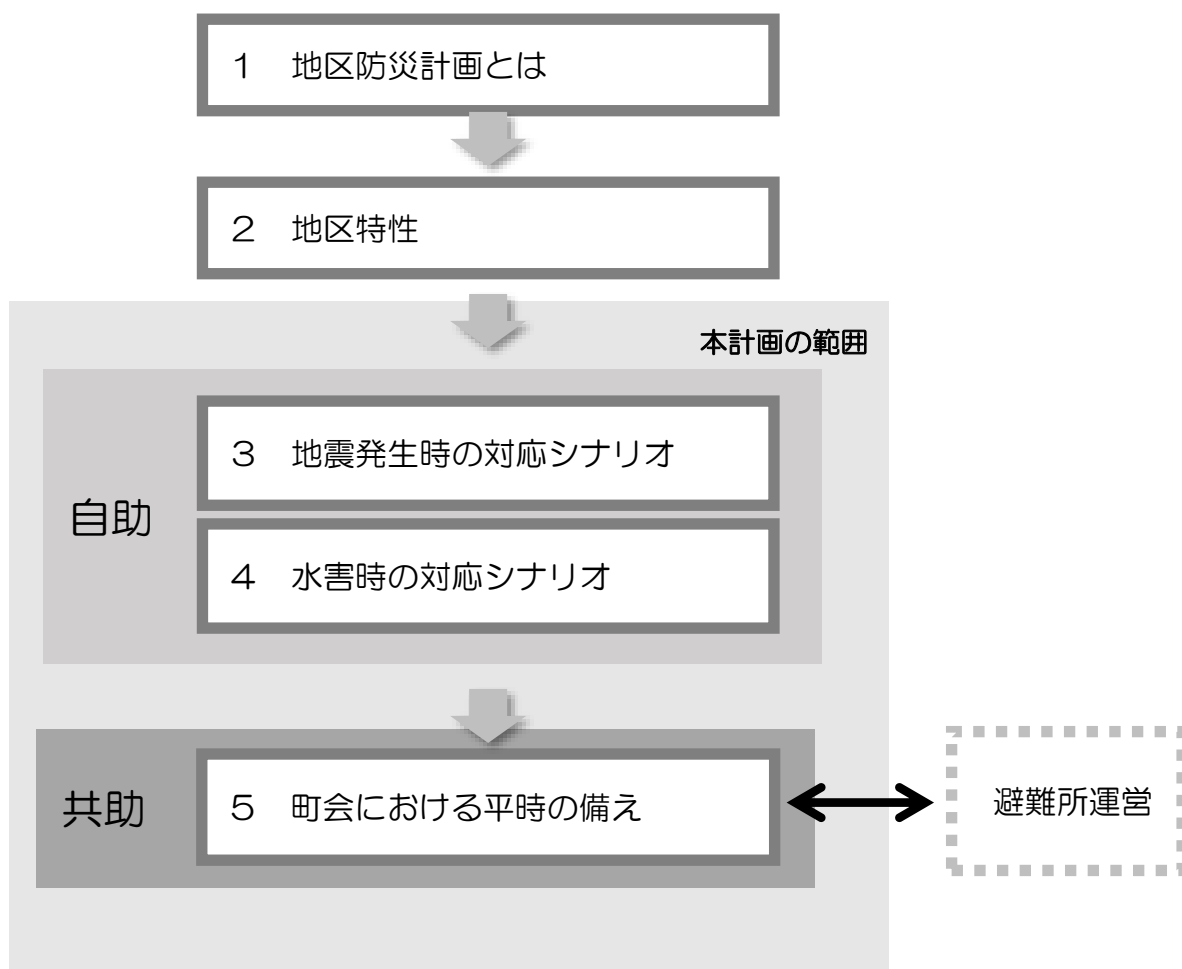 １　地区防災計画とは
２　地区特性
本計画の範囲
自助
３　地震発生時の対応シナリオ
４　水害時の対応シナリオ
共助
５　町会における平時の備え
避難所運営